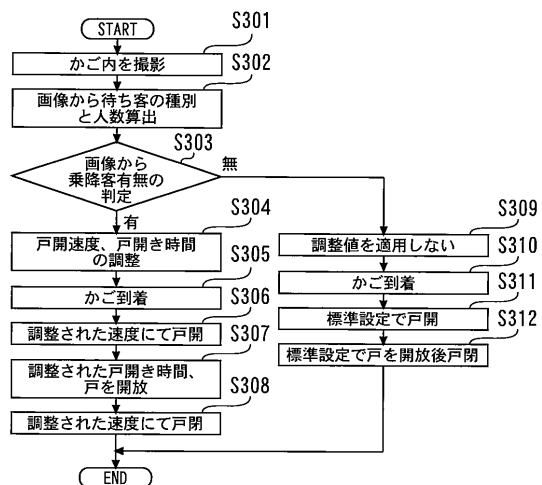 START
S301
かご内を撮影
S302
画像から待ち客の種別
と人数算出
S303
画像から
乗降客有無の
判定
無
有
S304
戸開速度、戸開き時間
の調整
S305
かご到着
S306
調整された速度にて戸開
S307
調整された戸開き時間、
戸を開放
S308
調整された速度にて戸閉
S309
調整値を適用しない
S310
かご到着
S311
標準設定で戸開
S312
標準設定で戸を開放後戸閉
END